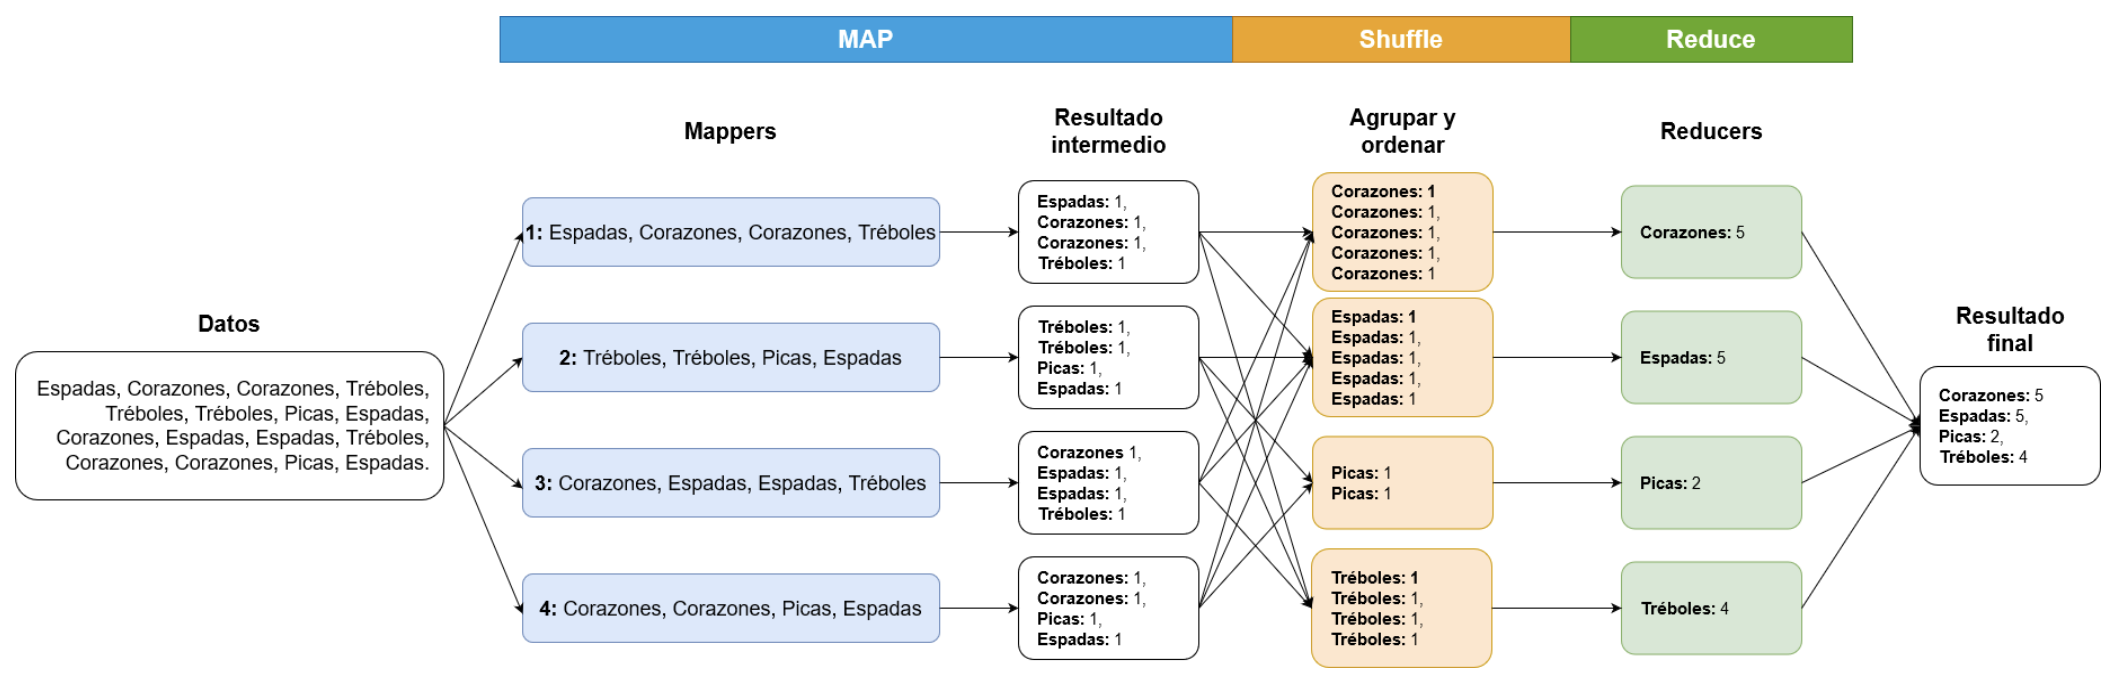 MAP
Shuffle
Reduce
Mappers
Resultado
intermedio
Agrupar y
ordenar
Reducers
Datos
Espadas, Corazones, Corazones, Tréboles,
Tréboles, Tréboles, Picas, Espadas,
Corazones, Espadas, Espadas, Tréboles,
Corazones, Corazones, Picas, Espadas.
1: Espadas, Corazones, Corazones, Tréboles
2: Tréboles, Tréboles, Picas, Espadas
3: Corazones, Espadas, Espadas, Tréboles
4: Corazones, Corazones, Picas, Espadas
Espadas: 1,
Corazones: 1,
Corazones: 1,
Tréboles: 1
Tréboles: 1,
Tréboles: 1,
Picas: 1,
Espadas: 1
Corazones 1,
Espadas: 1,
Espadas: 1,
Tréboles: 1
Corazones: 1,
Corazones: 1,
Picas: 1,
Espadas: 1
Corazones: 1
Corazones: 1,
Corazones: 1,
Corazones: 1,
Corazones: 1
Espadas: 1
Espadas: 1,
Espadas: 1,
Espadas: 1,
Espadas: 1
Picas: 1
Picas: 1
Tréboles: 1
Tréboles: 1,
Tréboles: 1,
Tréboles: 1
Corazones: 5
Espadas: 5
Picas: 2
Tréboles: 4
Resultado
final
Corazones: 5
Espadas: 5,
Picas: 2,
Tréboles: 4